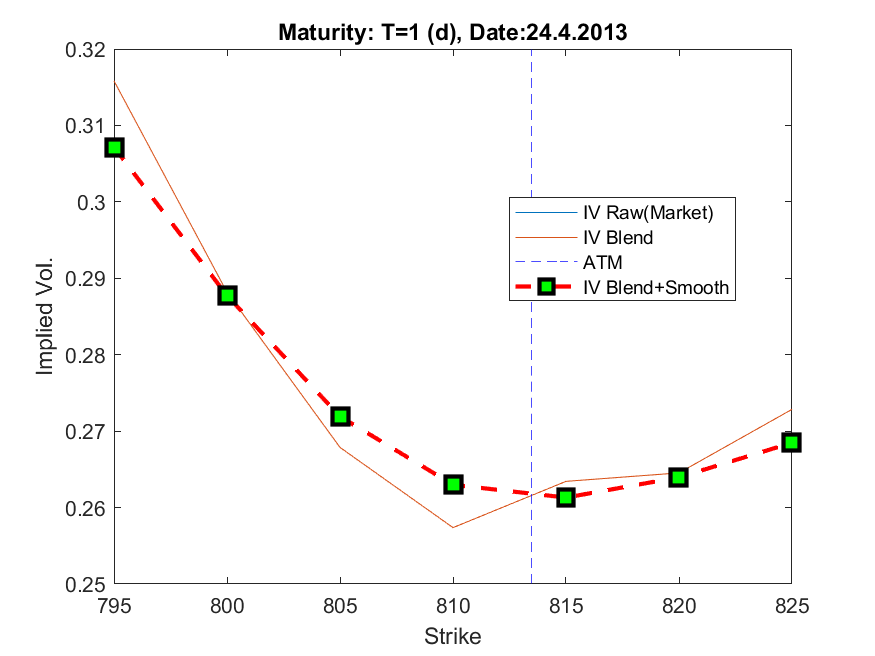 Maturity: T=1 (d), Date:24.4.2013
0.32
0.31
0.3
0.29
0.28
0.27
0.26
0.25
Implied Vol.
IV Raw(Market)
IV Blend
ATM
IV Blend+Smooth
795 800 805 810 815 820 825
Strike